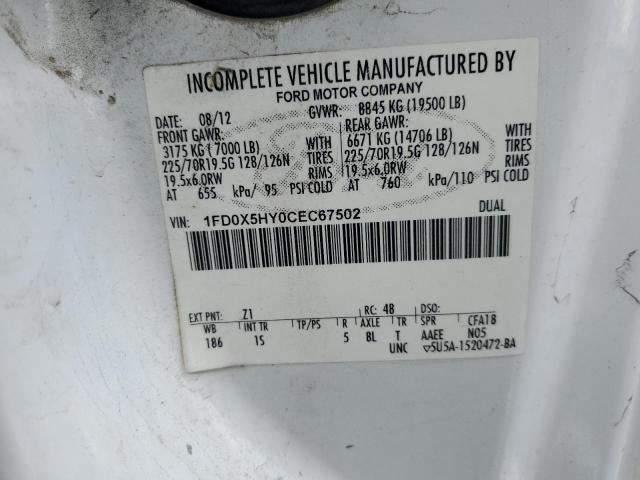 INCOMPLETE VEHICLE MANUFACTURED BY
FORD MOTOR COMPANY
DATE: 08/12 GVWR: 8845 KG (19500 LB)
FRONT GAWR: REAR GAWR:
3175 KG (7000 LB) WITH 6671 KG (14706 LB) WITH
225/70R19.5G 128/126N TIRES 225/70R19.5G 128/126N TIRES
19.5x6.0RW RIMS 19.5x6.0RW RIMS
AT 655 kPa/ 95 PSI COLD AT 760 kPa/110 PSI COLD
VIN: 1FD0X5HY0CEC67502 DUAL
EXT PNT: Z1 RC: 48 DSO:
WB INT TR TP/PS R AXLE TR SPR CFA18
186 1S 5 8L T AAEE N05
UNC ▽5U5A-1520472-BA